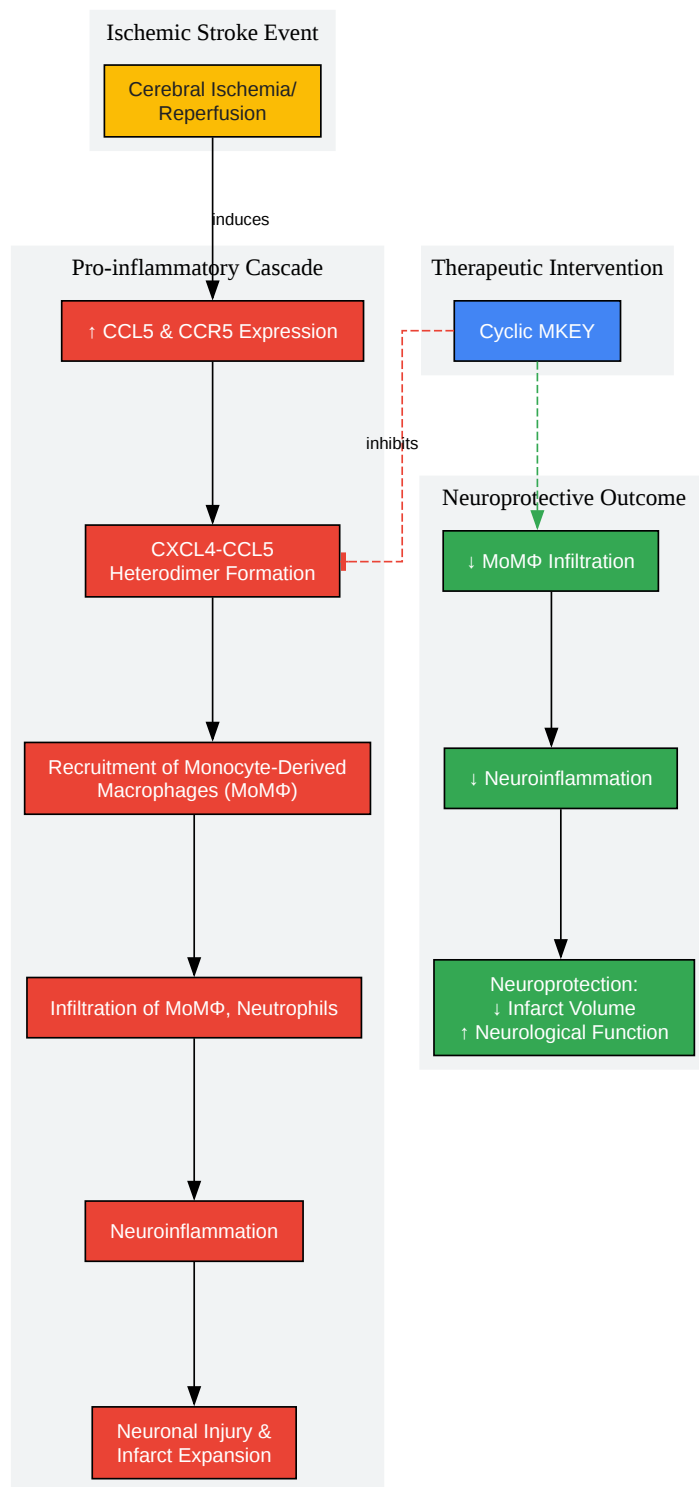 Ischemic Stroke Event
Cerebral Ischemia/
Reperfusion
induces
Pro-inflammatory Cascade
↑ CCL5 & CCR5 Expression
CXCL4-CCL5
Heterodimer Formation
Recruitment of Monocyte-Derived
Macrophages (MoMΦ)
Infiltration of MoMΦ, Neutrophils
Neuroinflammation
Neuronal Injury &
Infarct Expansion
Therapeutic Intervention
Cyclic MKEY
inhibits
Neuroprotective Outcome
↓ MoMΦ Infiltration
↓ Neuroinflammation
Neuroprotection:
↓ Infarct Volume
↑ Neurological Function